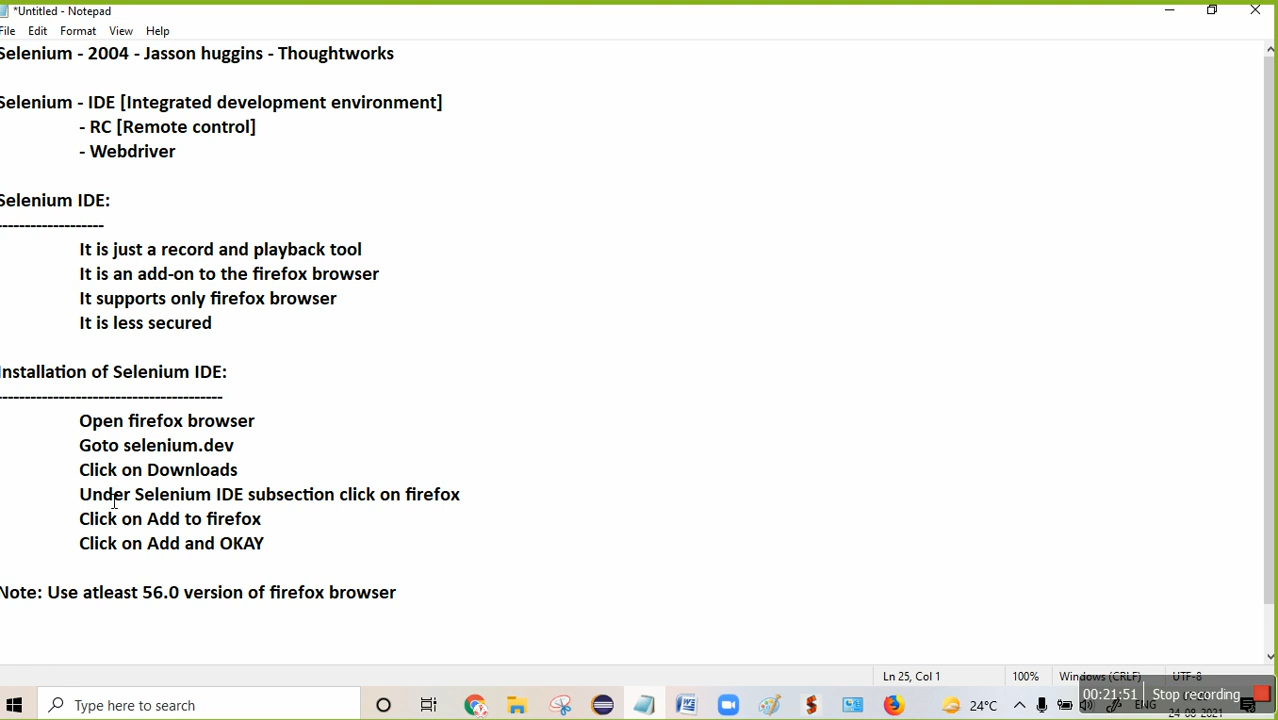 *Untitled - Notepad
File Edit Format View Help
Selenium - 2004 - Jasson huggins - Thoughtworks
Selenium - IDE [Integrated development environment]
- RC [Remote control]
- Webdriver
Selenium IDE:
-------------------
It is just a record and playback tool
It is an add-on to the firefox browser
It supports only firefox browser
It is less secured
Installation of Selenium IDE:
-----------------------------------------
Open firefox browser
Goto selenium.dev
Click on Downloads
Under Selenium IDE subsection click on firefox
Click on Add to firefox
Click on Add and OKAY
Note: Use atleast 56.0 version of firefox browser
Ln 25, Col 1 100% Windows (CRLF) UTF-8
Type here to search 24°C ENG 24-08-2021
00:21:51 Stop recording